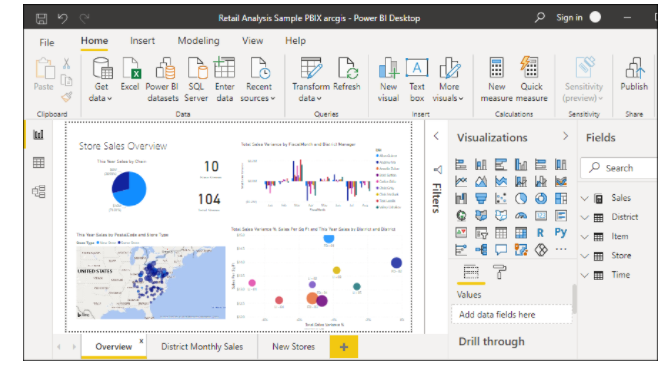 Retail Analysis Sample PBIX arcgis - Power BI Desktop
Sign in
File
Home
Insert
Modeling
View
Help
Paste
Get data
Excel
Power BI datasets
SQL Server
Enter data
Recent sources
Transform data
Refresh
New visual
Text box
More visuals
New measure
Quick measure
Sensitivity (preview)
Publish
Clipboard
Data
Queries
Insert
Calculations
Sensitivity
Share
Store Sales Overview
This Year Sales by Chain
10
104
Total Sales Variance by FiscalMonth and District Manager
This Year Sales by PostalCode and Store Type
Store Type
UNITED STATES
Total Sales Variance %, Sales Per Sq Ft and This Year Sales by District and District
Total Sales Variance %
Filters
Visualizations
R
Py
Values
Add data fields here
Drill through
Fields
Search
Sales
District
Item
Store
Time
Overview
x
District Monthly Sales
New Stores
+